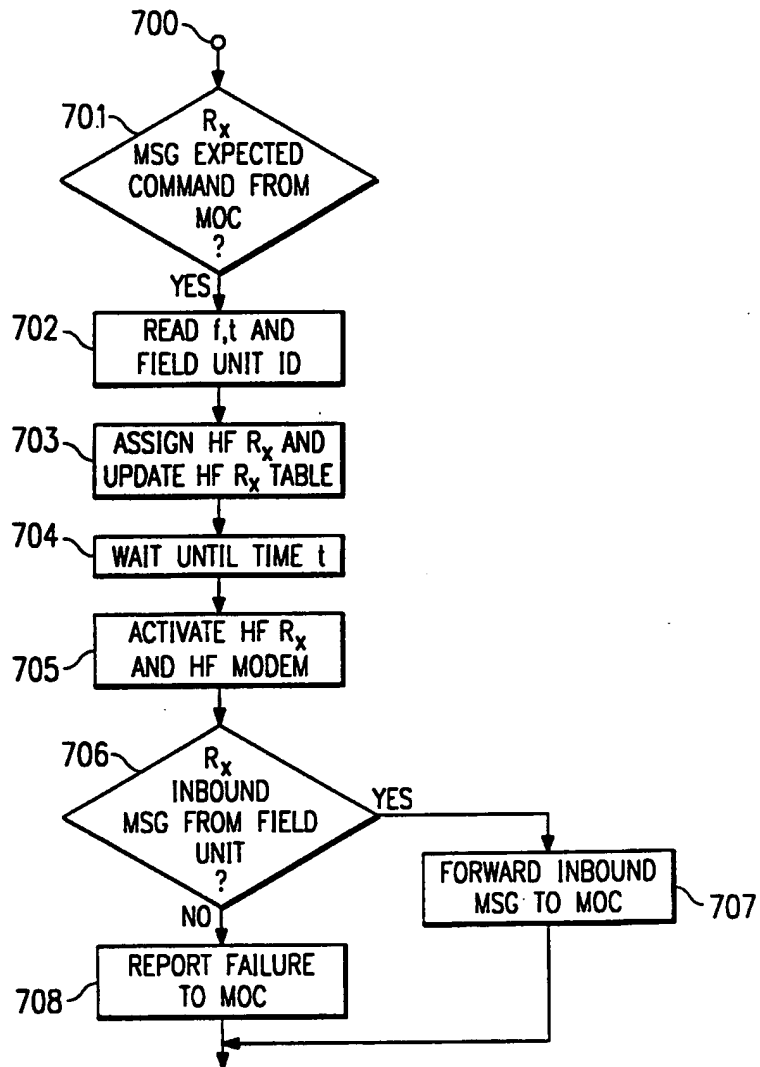 700
701
Rx
MSG EXPECTED
COMMAND FROM
MOC
?
YES
702
READ f,t AND
FIELD UNIT ID
703
ASSIGN HF Rx AND
UPDATE HF Rx TABLE
704
WAIT UNTIL TIME t
705
ACTIVATE HF Rx
AND HF MODEM
706
Rx
INBOUND
MSG FROM FIELD
UNIT
?
YES
FORWARD INBOUND
MSG TO MOC
707
NO
REPORT FAILURE
TO MOC
708